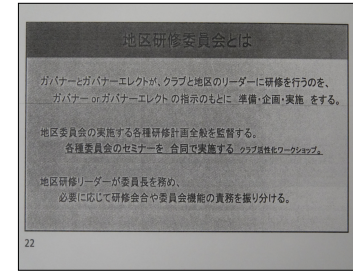 地区研修委員会とは
ガバナーとガバナーエレクトが、クラブと地区のリーダーに研修を行うのを、
ガバナー or ガバナーエレクト の指示のもとに 準備・企画・実施 をする。
地区委員会の実施する各種研修計画全般を監督する。
各種委員会のセミナーを 合同で実施する クラブ活性化ワークショップ。
地区研修リーダーが委員長を務め、
必要に応じて研修会合や委員会機能の責務を振り分ける。
22